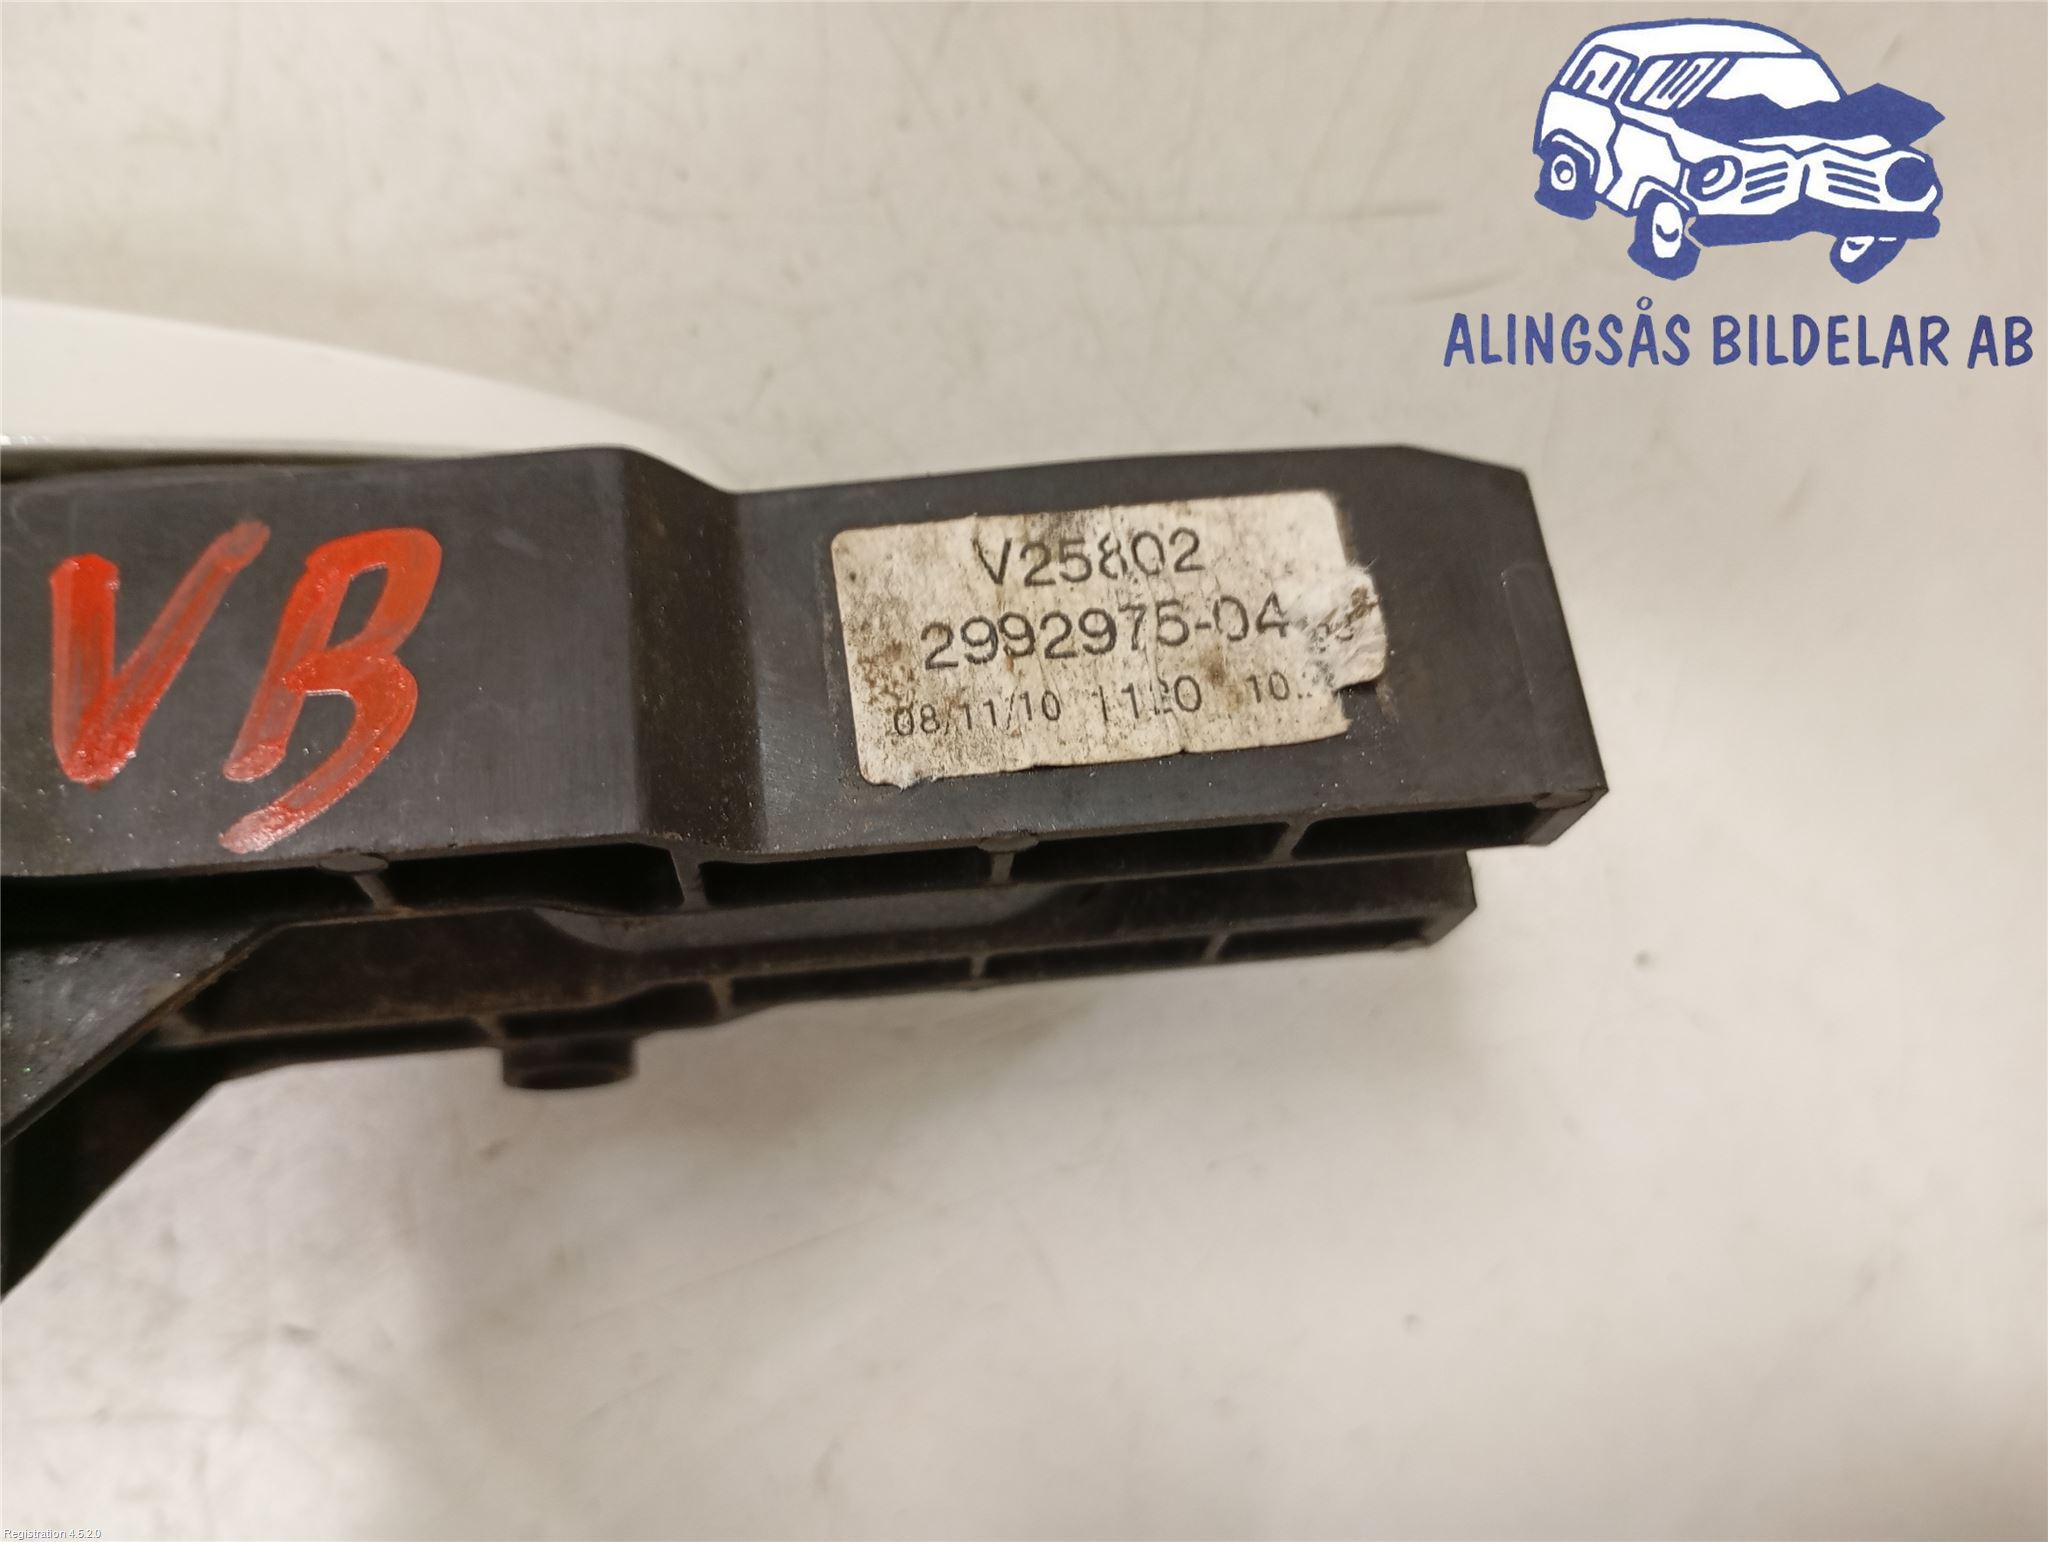 ALINGSÅS BILDELAR AB
VB
V25802
2992975-04
08/11/10 1120 10
Registration 4.5.2.0